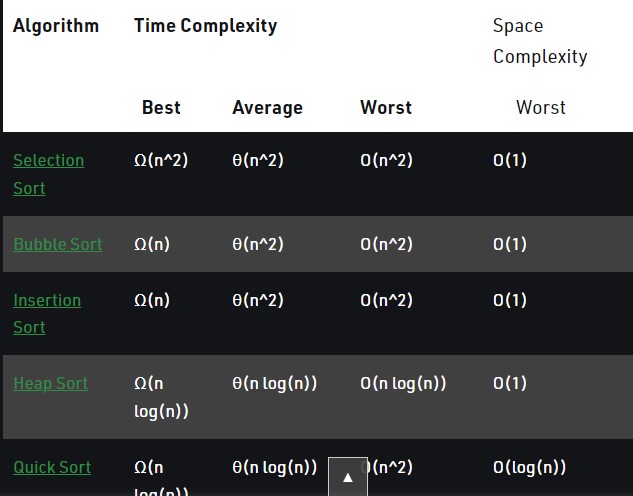 Algorithm Time Complexity Space
Complexity
Best Average Worst Worst
Selection Ω(n^2) θ(n^2) O(n^2) O(1)
Sort
Bubble Sort Ω(n) θ(n^2) O(n^2) O(1)
Insertion Ω(n) θ(n^2) O(n^2) O(1)
Sort
Heap Sort Ω(n θ(n log(n)) O(n log(n)) O(1)
log(n))
Quick Sort Ω(n θ(n log(n)) O(n^2) O(log(n))
log(n))